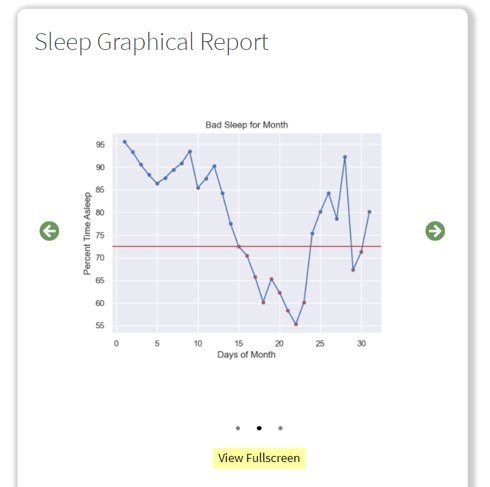 Sleep Graphical Report
Bad Sleep for Month
Percent Time Asleep
95
90
85
80
75
70
65
60
55
0 5 10 15 20 25 30
Days of Month
View Fullscreen